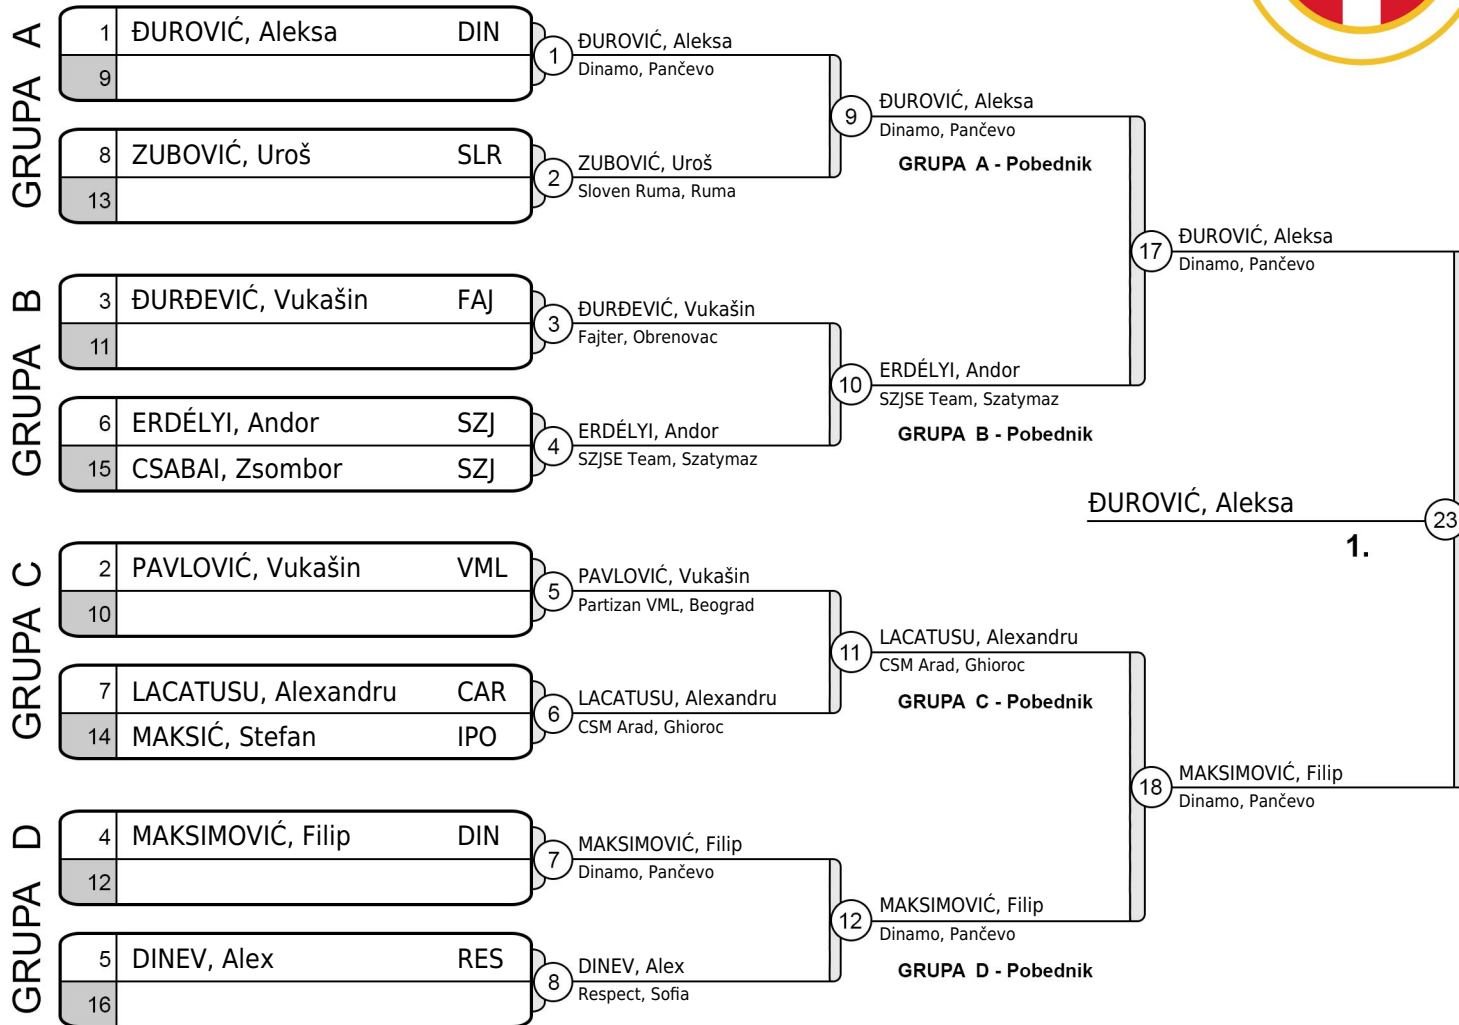 GRUPA A
1 ĐUROVIĆ, Aleksa DIN
9
8 ZUBOVIĆ, Uroš SLR
13
1 ĐUROVIĆ, Aleksa
Dinamo, Pančevo
2 ZUBOVIĆ, Uroš
Sloven Ruma, Ruma
9 ĐUROVIĆ, Aleksa
Dinamo, Pančevo
GRUPA A - Pobednik
GRUPA B
3 ĐURĐEVIĆ, Vukašin FAJ
11
6 ERDÉLYI, Andor SZJ
15 CSABAI, Zsombor SZJ
3 ĐURĐEVIĆ, Vukašin
Fajter, Obrenovac
4 ERDÉLYI, Andor
SZJSE Team, Szatymaz
10 ERDÉLYI, Andor
SZJSE Team, Szatymaz
GRUPA B - Pobednik
17 ĐUROVIĆ, Aleksa
Dinamo, Pančevo
GRUPA C
2 PAVLOVIĆ, Vukašin VML
10
7 LACATUSU, Alexandru CAR
14 MAKSIĆ, Stefan IPO
5 PAVLOVIĆ, Vukašin
Partizan VML, Beograd
6 LACATUSU, Alexandru
CSM Arad, Ghioroc
11 LACATUSU, Alexandru
CSM Arad, Ghioroc
GRUPA C - Pobednik
GRUPA D
4 MAKSIMOVIĆ, Filip DIN
12
5 DINEV, Alex RES
16
7 MAKSIMOVIĆ, Filip
Dinamo, Pančevo
8 DINEV, Alex
Respect, Sofia
12 MAKSIMOVIĆ, Filip
Dinamo, Pančevo
GRUPA D - Pobednik
18 MAKSIMOVIĆ, Filip
Dinamo, Pančevo
ĐUROVIĆ, Aleksa 23
1.